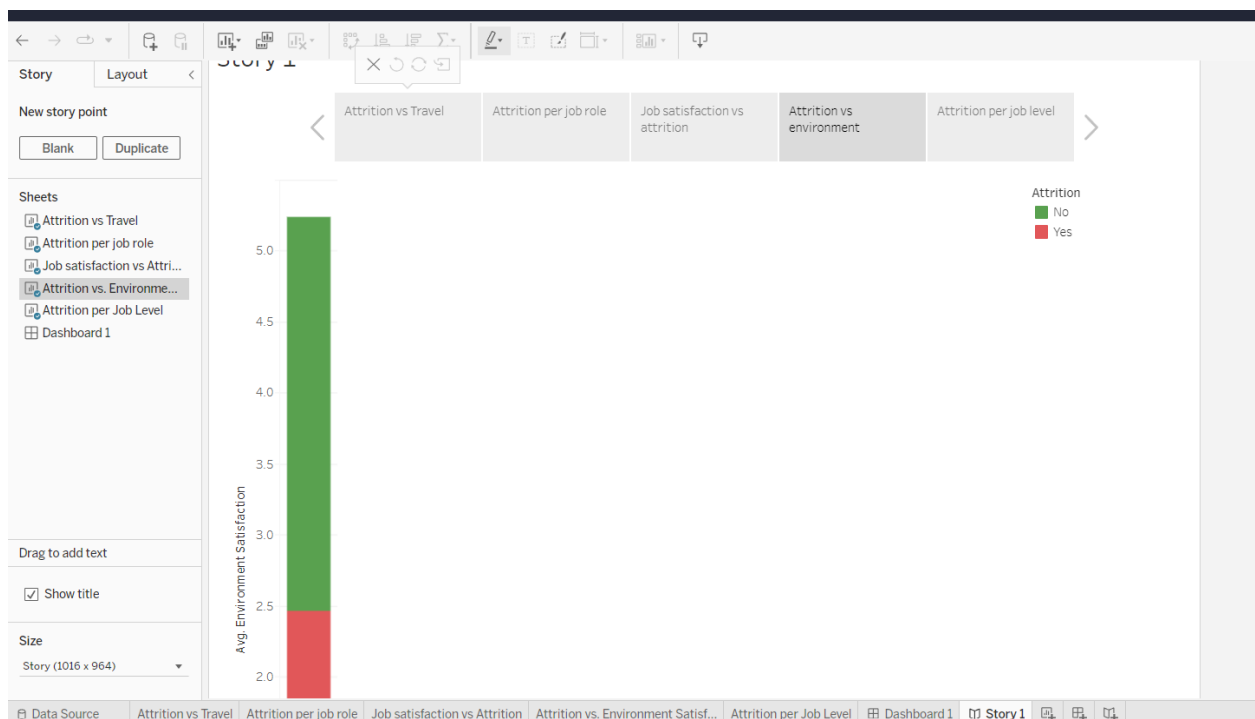 Story 1
Story Layout
New story point
Blank Duplicate
Sheets
Attrition vs Travel
Attrition per job role
Job satisfaction vs Attri...
Attrition vs. Environme...
Attrition per Job Level
Dashboard 1
Drag to add text
Show title
Size
Story (1016 x 964)
Attrition vs Travel
Attrition per job role
Job satisfaction vs
attrition
Attrition vs
environment
Attrition per job level
Attrition
No
Yes
5.0
4.5
4.0
3.5
3.0
2.5
2.0
Avg. Environment Satisfaction
Data Source Attrition vs Travel Attrition per job role Job satisfaction vs Attrition Attrition vs. Environment Satisf... Attrition per Job Level Dashboard 1 Story 1